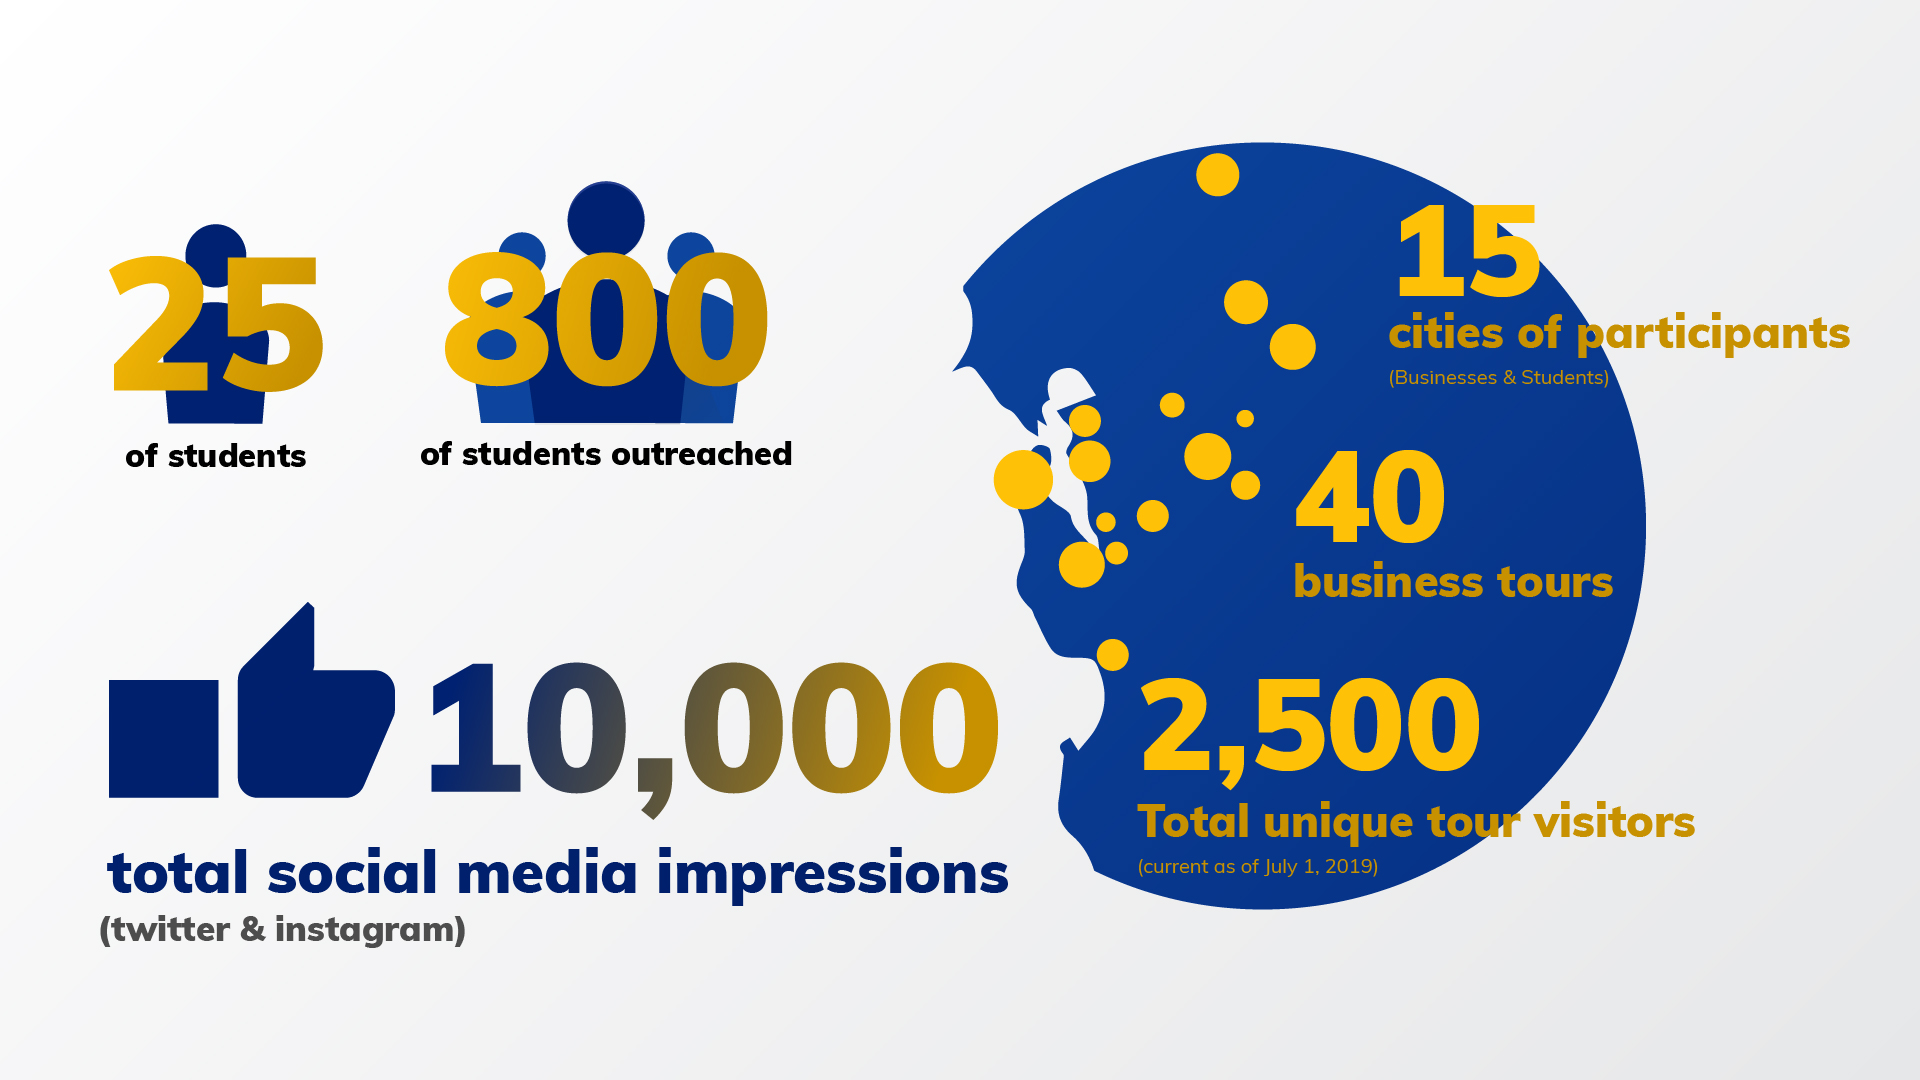 25
of students
800
of students outreached
10,000
total social media impressions
(twitter & instagram)
15
cities of participants
(Businesses & Students)
40
business tours
2,500
Total unique tour visitors
(current as of July 1, 2019)